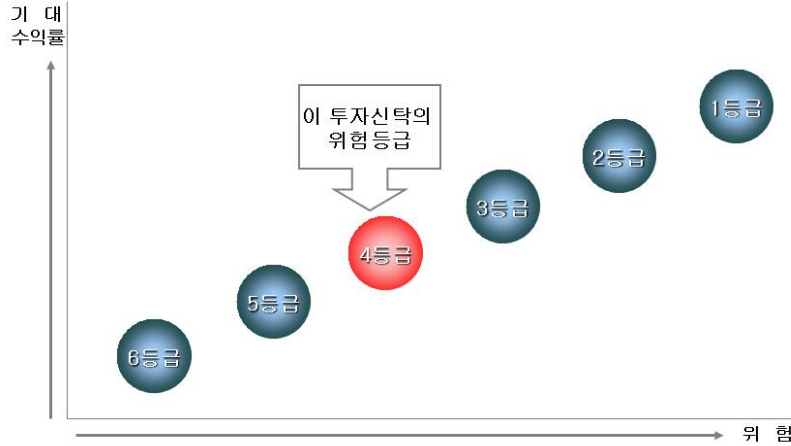 기 대
수익률
이 투자신탁의
위험등급
1등급
2등급
3등급
4등급
5등급
6등급
위 험